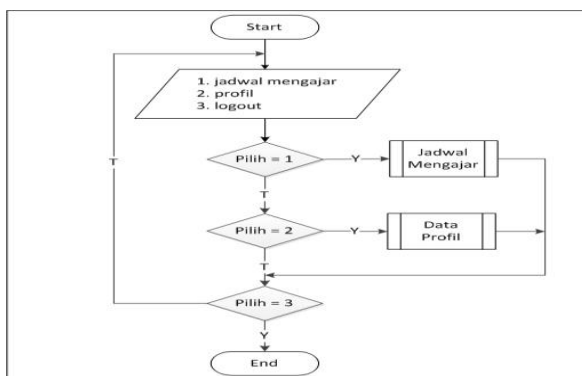 Start
1. jadwal mengajar
2. profil
3. logout
Pilih = 1
Y
Jadwal
Mengajar
T
T
Pilih = 2
Y
Data
Profil
T
Pilih = 3
Y
End